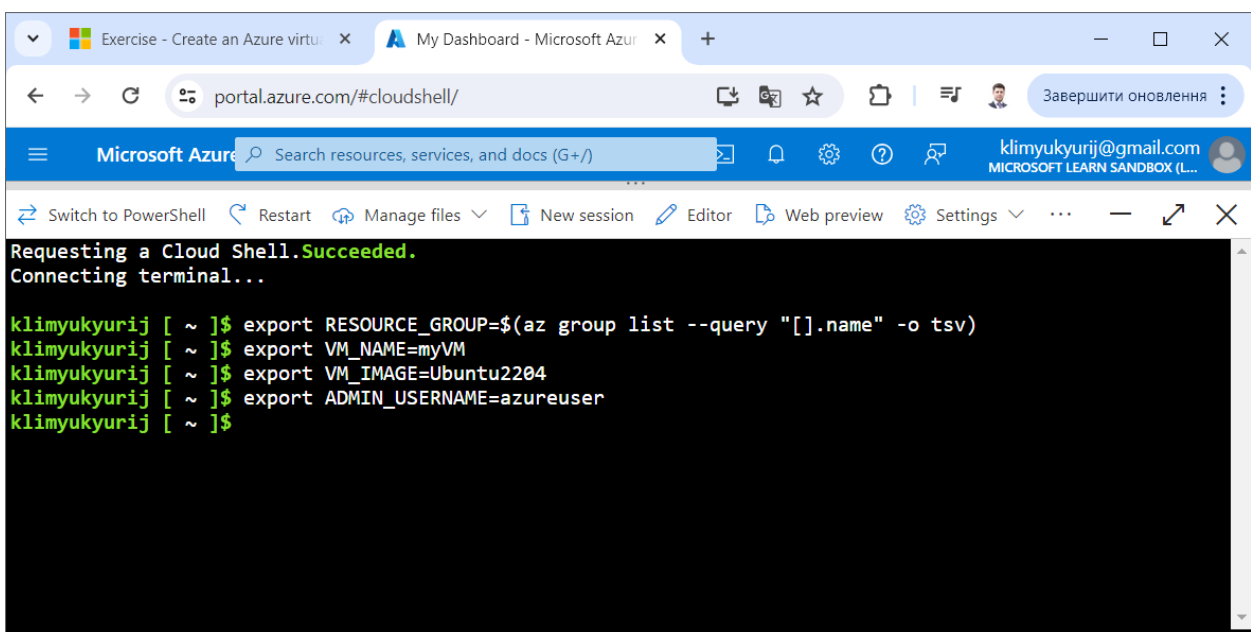 Exercise - Create an Azure virtu
My Dashboard - Microsoft Azur
portal.azure.com/#cloudshell/
Завершити оновлення
Microsoft Azure
Search resources, services, and docs (G+/)
klimyukyurij@gmail.com
MICROSOFT LEARN SANDBOX (L...
Switch to PowerShell Restart Manage files New session Editor Web preview Settings ...
Requesting a Cloud Shell.Succeeded.
Connecting terminal...
klimyukyurij [ ~ ]$ export RESOURCE_GROUP=$(az group list --query "[].name" -o tsv)
klimyukyurij [ ~ ]$ export VM_NAME=myVM
klimyukyurij [ ~ ]$ export VM_IMAGE=Ubuntu2204
klimyukyurij [ ~ ]$ export ADMIN_USERNAME=azureuser
klimyukyurij [ ~ ]$